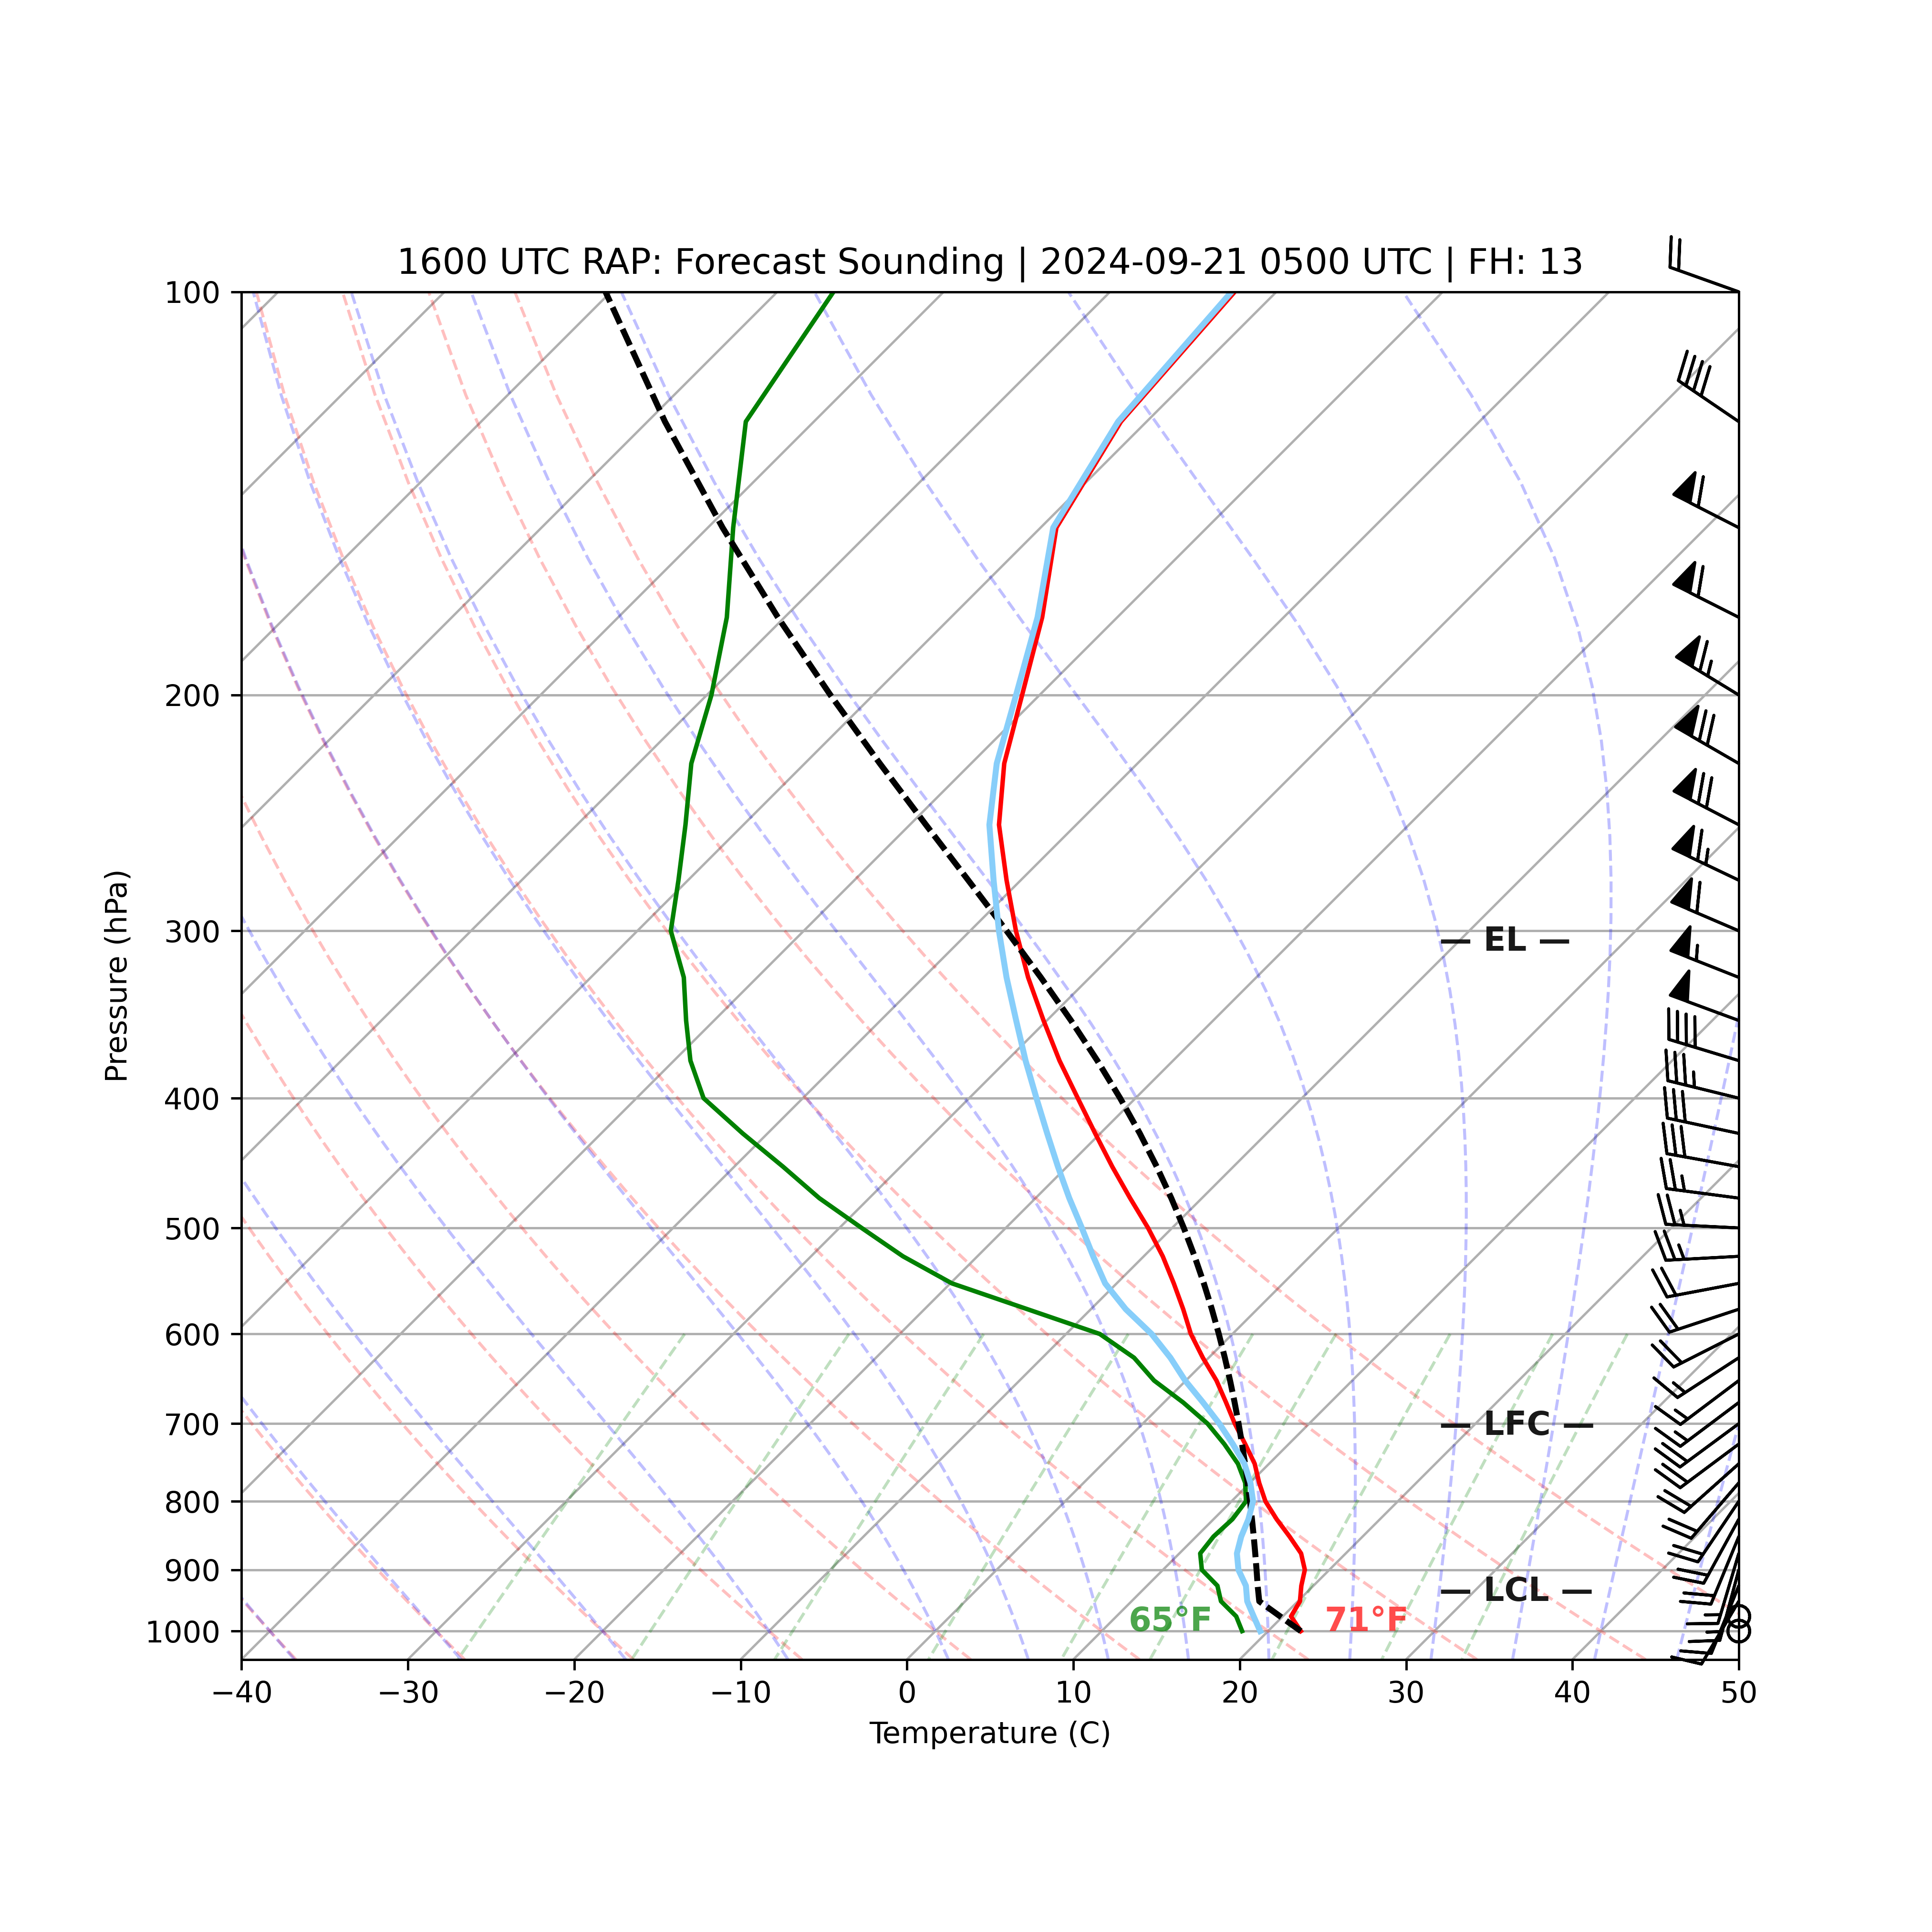 1600 UTC RAP: Forecast Sounding | 2024-09-21 0500 UTC | FH: 13
100
200
300
400
500
600
700
800
900
1000
Pressure (hPa)
— EL —
— LFC —
— LCL —
65°F
71°F
−40
−30
−20
−10
0
10
20
30
40
50
Temperature (C)